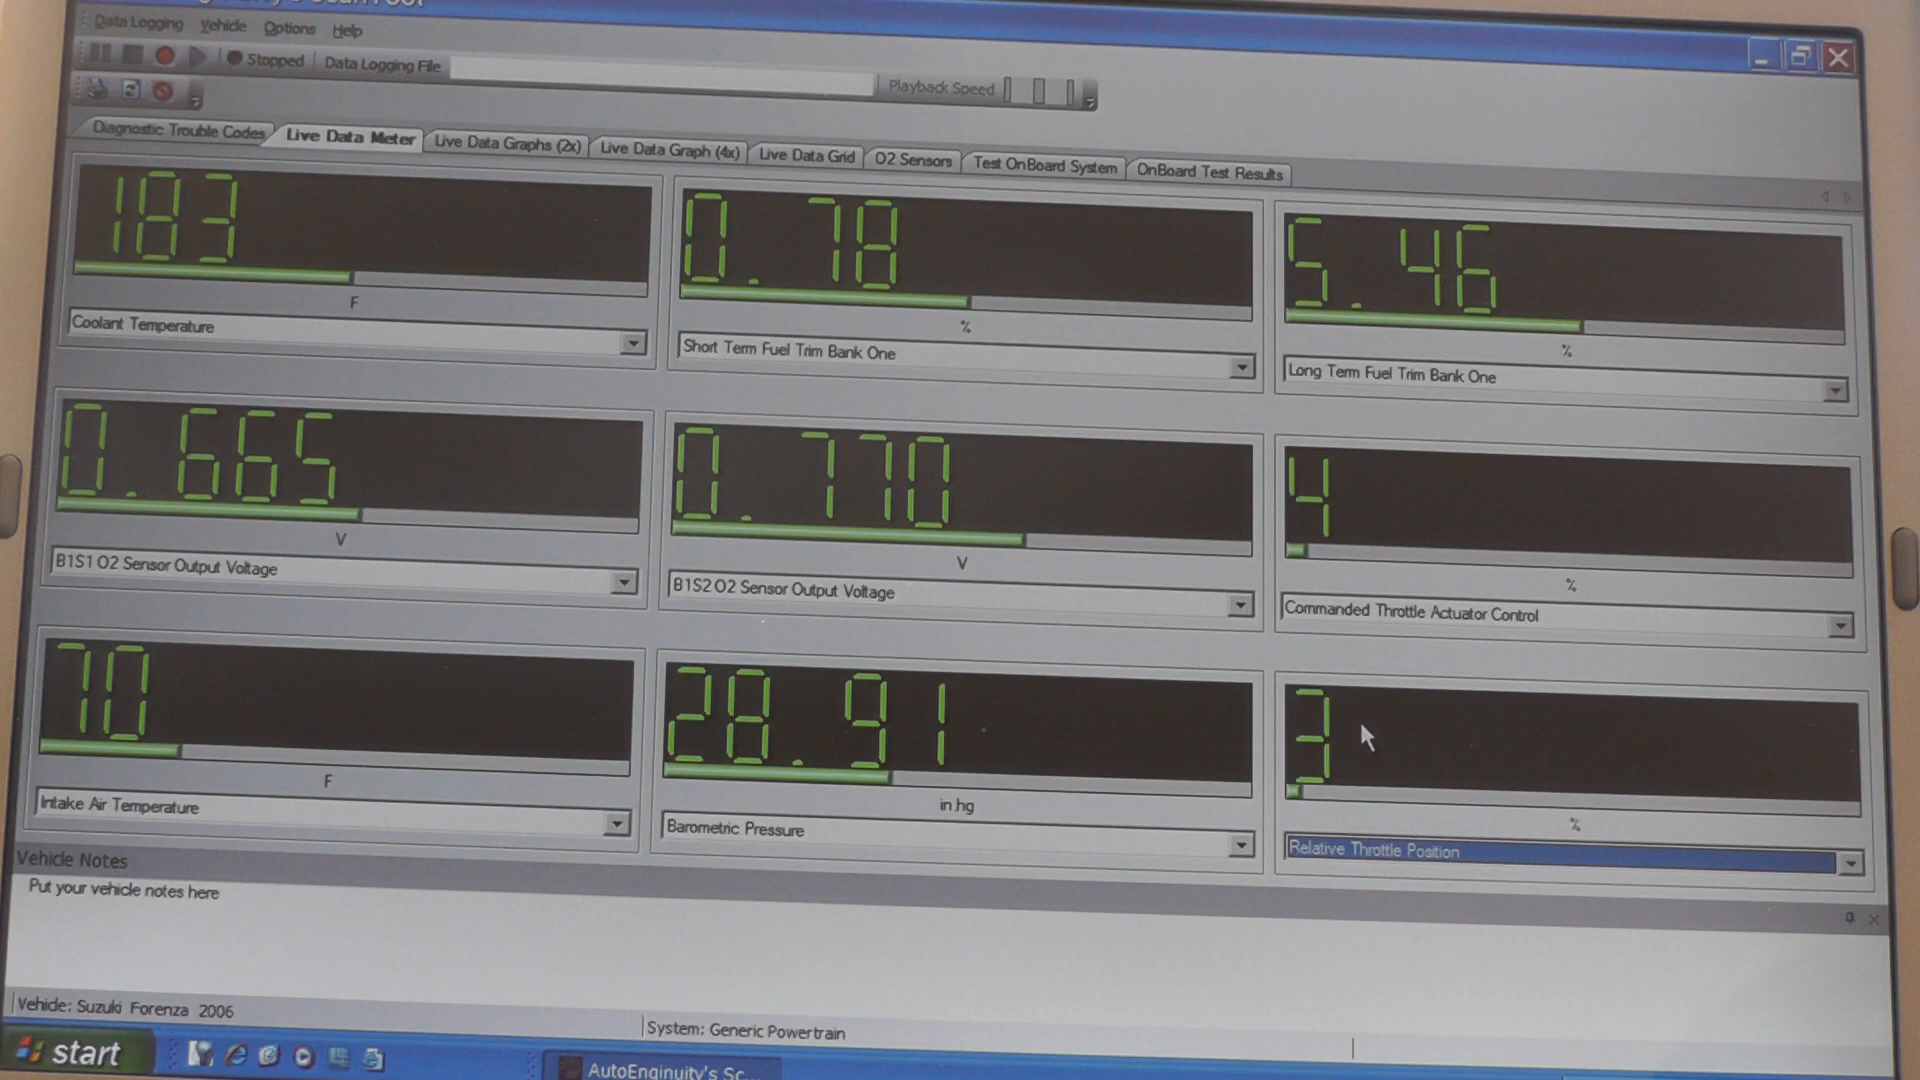 Data Logging Vehicle Options Help
Stopped Data Logging File Playback Speed
Diagnostic Trouble Codes Live Data Meter Live Data Graphs (2x) Live Data Graph (4x) Live Data Grid O2 Sensors Test OnBoard System OnBoard Test Results
183 0.78 5.46
F % %
Coolant Temperature Short Term Fuel Trim Bank One Long Term Fuel Trim Bank One
0.665 0.770 4
V V %
B1S1 O2 Sensor Output Voltage B1S2 O2 Sensor Output Voltage Commanded Throttle Actuator Control
70 28.91 3
F in.hg %
Intake Air Temperature Barometric Pressure Relative Throttle Position
Vehicle Notes
Put your vehicle notes here
Vehicle: Suzuki Forenza 2006 System: Generic Powertrain
start AutoEnginuity's Sc...